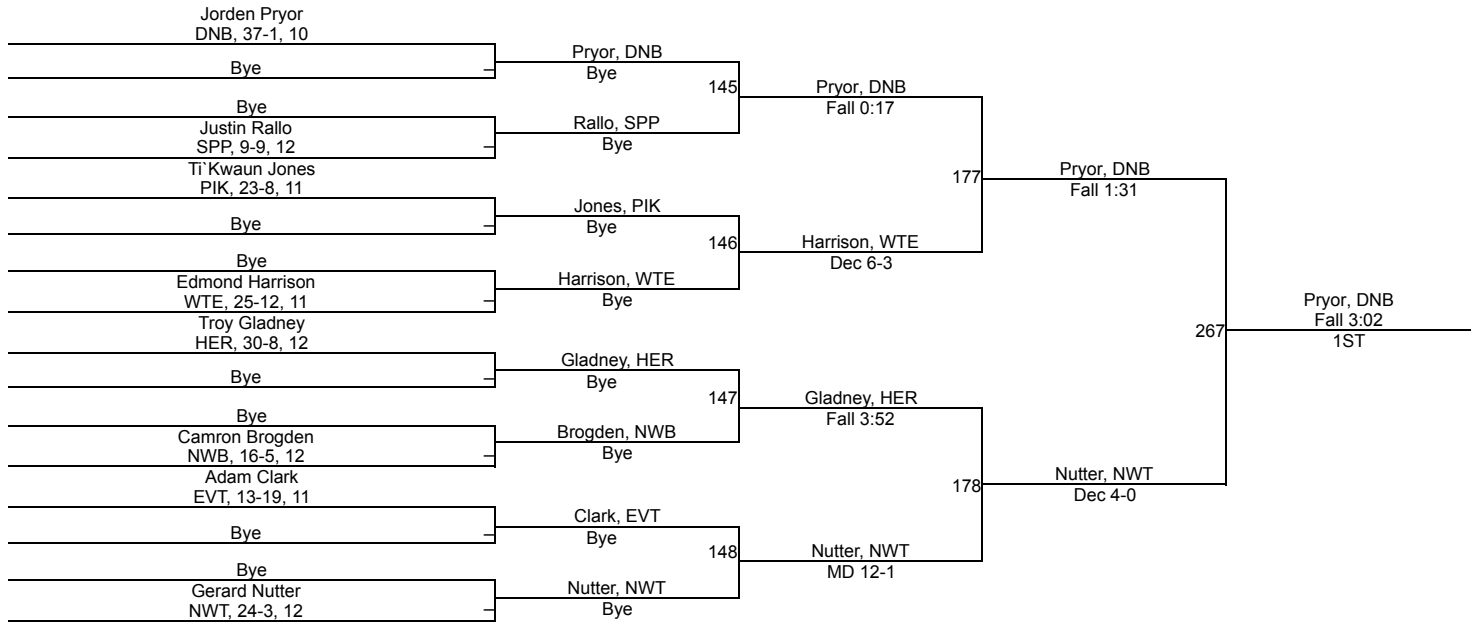 Jorden Pryor
DNB, 37-1, 10
Bye
Bye
Justin Rallo
SPP, 9-9, 12
Ti`Kwaun Jones
PIK, 23-8, 11
Bye
Bye
Edmond Harrison
WTE, 25-12, 11
Troy Gladney
HER, 30-8, 12
Bye
Bye
Camron Brogden
NWB, 16-5, 12
Adam Clark
EVT, 13-19, 11
Bye
Bye
Gerard Nutter
NWT, 24-3, 12
Pryor, DNB
Bye
145
Rallo, SPP
Bye
Jones, PIK
Bye
146
Harrison, WTE
Bye
Gladney, HER
Bye
147
Brogden, NWB
Bye
Clark, EVT
Bye
148
Nutter, NWT
Bye
Pryor, DNB
Fall 0:17
177
Harrison, WTE
Dec 6-3
Gladney, HER
Fall 3:52
178
Nutter, NWT
MD 12-1
Pryor, DNB
Fall 1:31
267
Nutter, NWT
Dec 4-0
Pryor, DNB
Fall 3:02
1ST